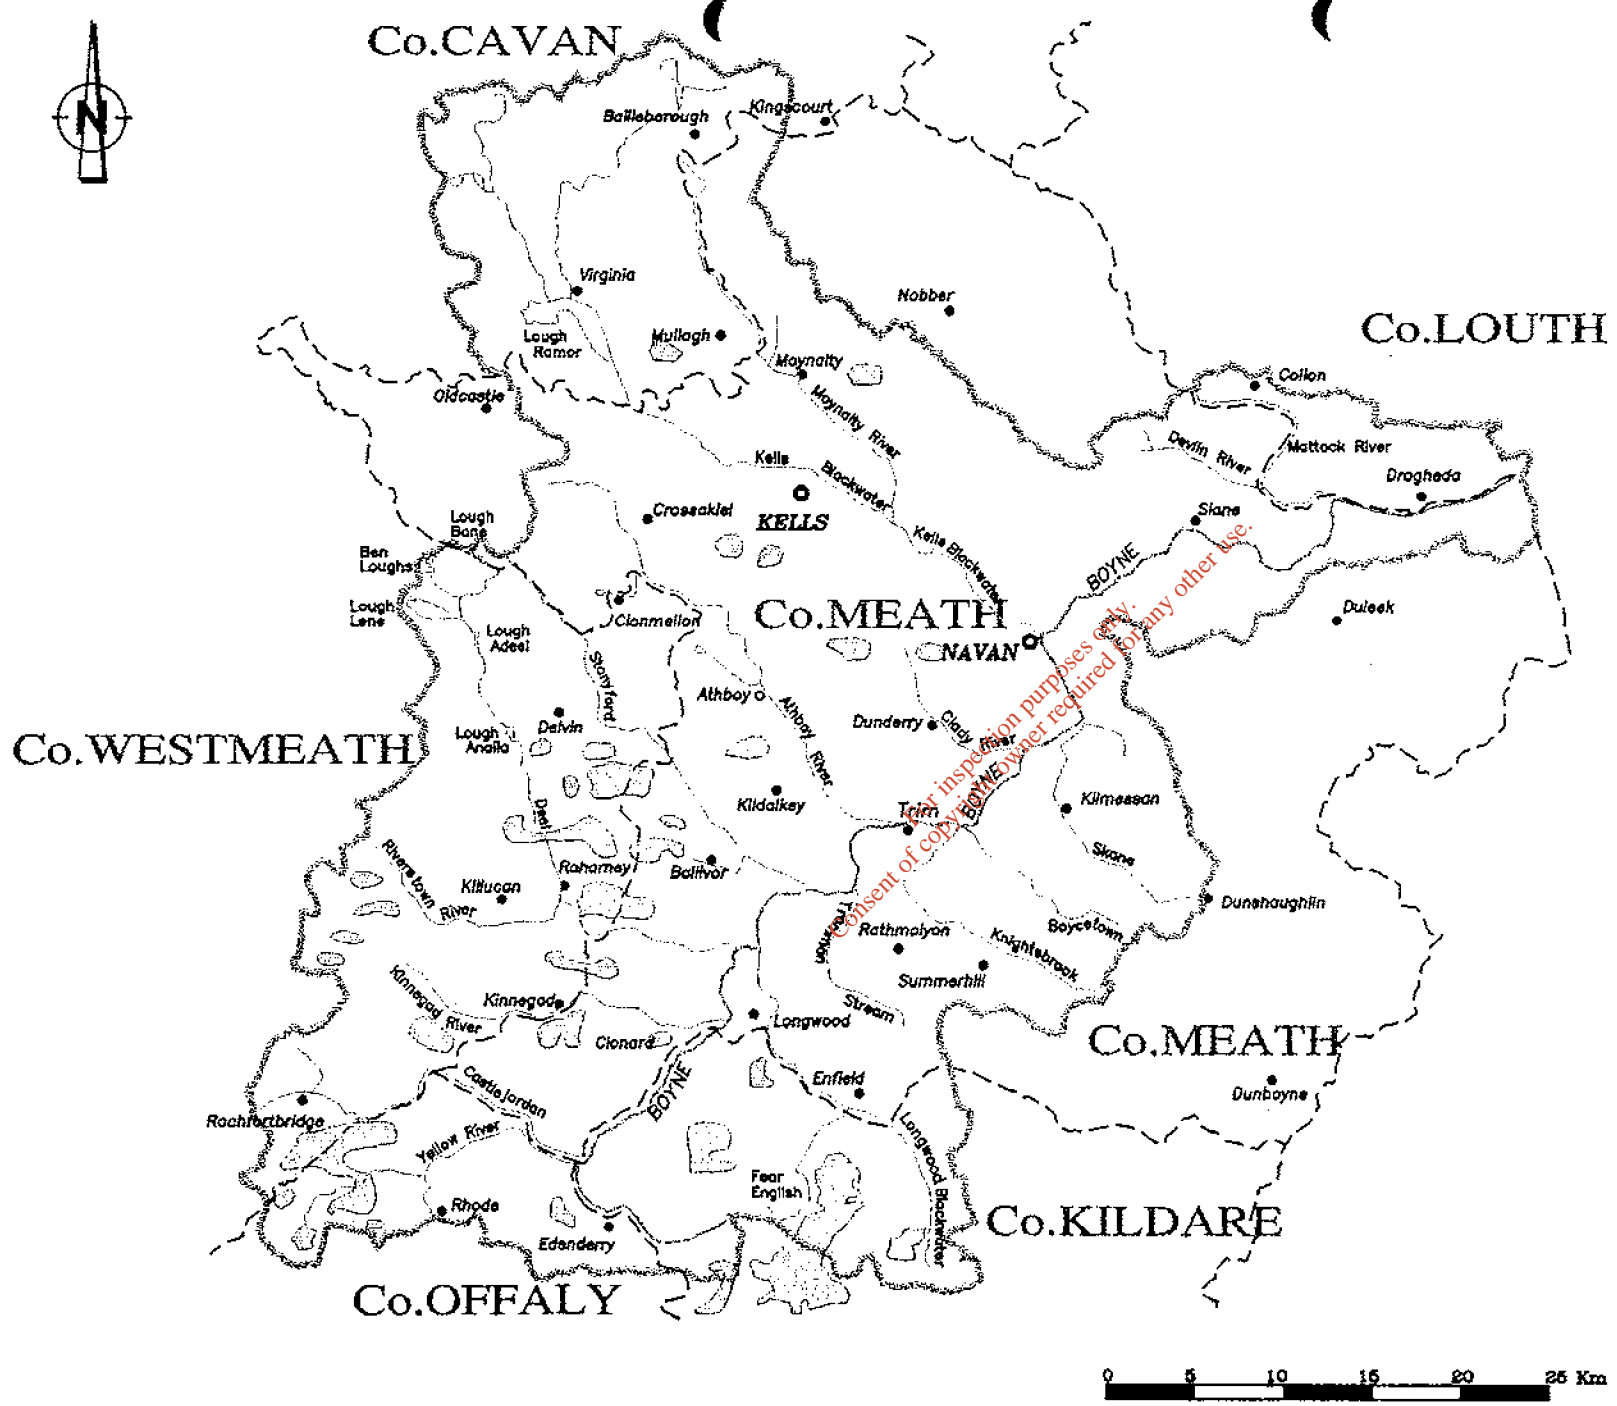 Co.CAVAN
N
Bailieborough
Kingscourt
Virginia
Nobber
Co.LOUTH
Lough
Ramor
Mullagh
Moynalty
Collon
Oldcastle
Moynalty River
Devlin River
Mattock River
Kells
Blackwater
Drogheda
KELLS
Crossakiel
Slane
Lough
Bane
Kells Blackwater
Ben
Loughs
BOYNE
Lough
Lene
Clonmellon
Co.MEATH
Duleek
Lough
Adeel
NAVAN
Stonyford
Athboy
Athboy River
Delvin
Dunderry
Clady River
Co.WESTMEATH
Lough
Analla
Kildalkey
BOYNE
Kilmessan
Deel
Trim
Skane
Riverstown
River
Raharney
Ballivor
Killucan
Dunshaughlin
Tromman
Stream
Rathmolyon
Boycetown
Knightsbrook
Summerhill
Kinnegad River
Kinnegad
Longwood
Clonard
Co.MEATH
Castlejordan
BOYNE
Enfield
Dunboyne
Rochfortbridge
Yellow River
Longwood Blackwater
Fear
English
Rhode
Co.KILDARE
Edenderry
Co.OFFALY
0 5 10 15 20 25 Km
For inspection purposes only.
Consent of copyright owner required for any other use.